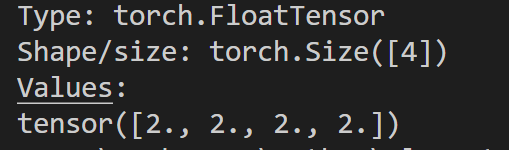 Type: torch.FloatTensor
Shape/size: torch.Size([4])
Values:
tensor([2., 2., 2., 2.])